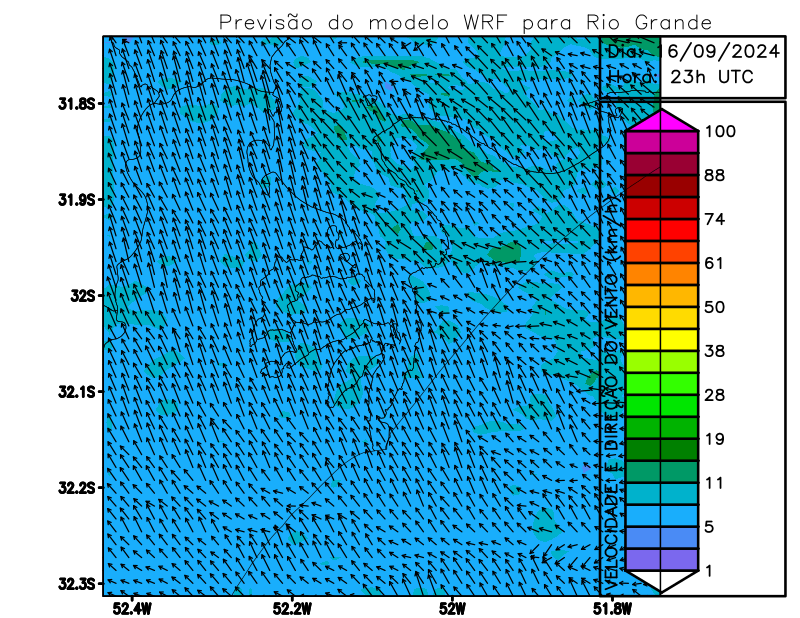 Previsão do modelo WRF para Rio Grande
Dia: 16/09/2024
Hora: 23h UTC
31.8S
31.9S
32S
32.1S
32.2S
32.3S
52.4W
52.2W
52W
51.8W
VELOCIDADE E DIREÇÃO DO VENTO (km/h)
100
88
74
61
50
38
28
19
11
5
1